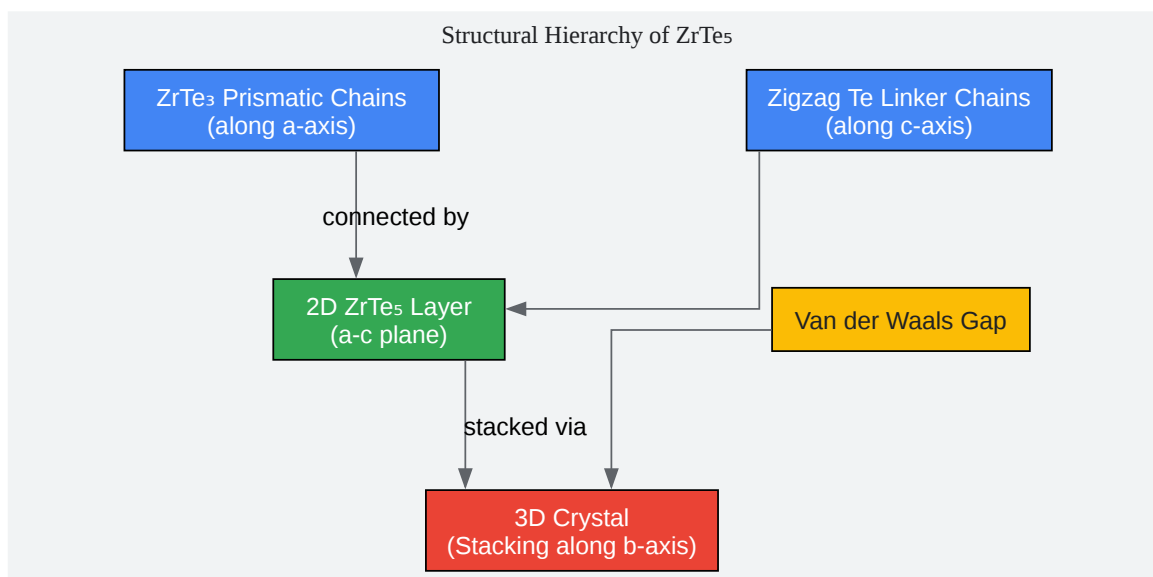 Structural Hierarchy of ZrTe₅
ZrTe₃ Prismatic Chains
(along a-axis)
Zigzag Te Linker Chains
(along c-axis)
connected by
2D ZrTe₅ Layer
(a-c plane)
Van der Waals Gap
stacked via
3D Crystal
(Stacking along b-axis)